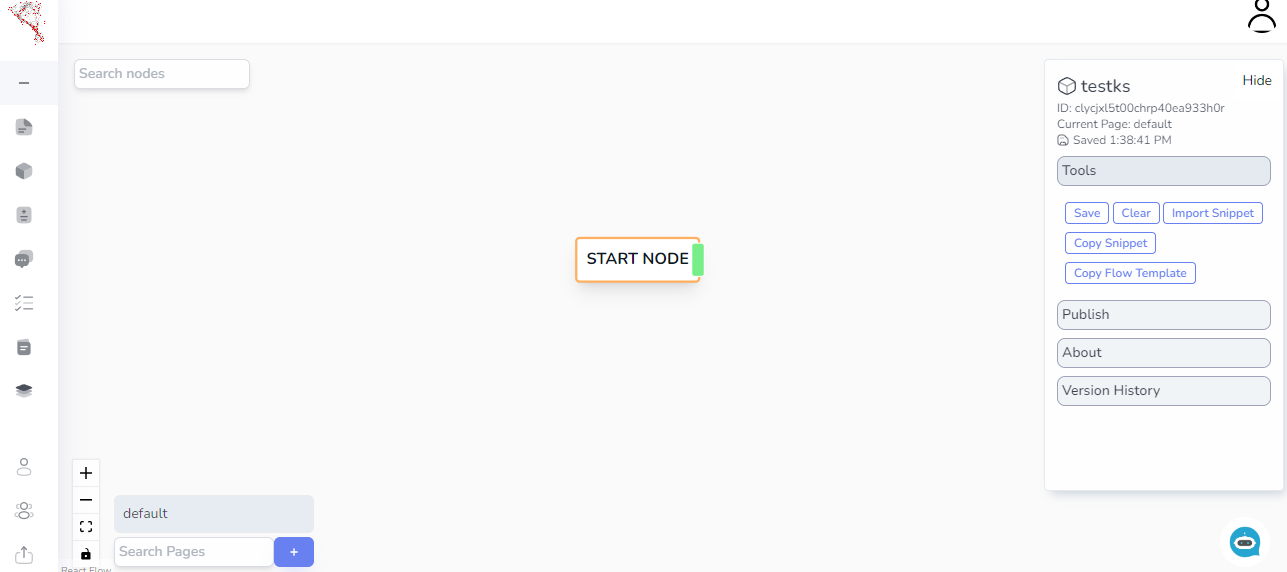 Search nodes
START NODE
testks
Hide
ID: clycjxl5t00chrp40ea933h0r
Current Page: default
Saved 1:38:41 PM
Tools
Save
Clear
Import Snippet
Copy Snippet
Copy Flow Template
Publish
About
Version History
default
Search Pages
+
React Flow